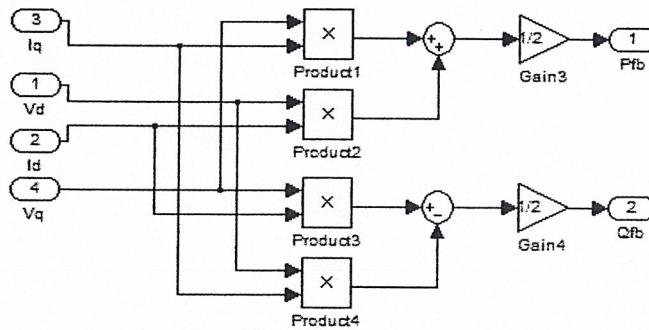 3
Iq
1
Vd
2
Id
4
Vq
×
Product1
×
Product2
×
Product3
×
Product4
+
+
+
−
1/2
Gain3
1/2
Gain4
1
Pfb
2
Qfb